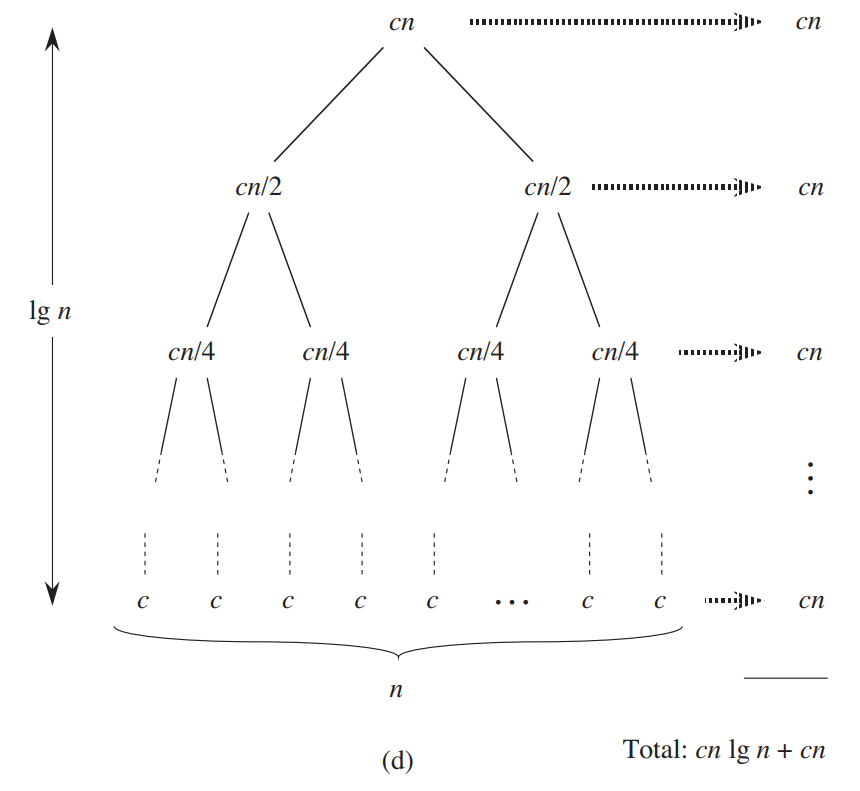 cn cn
cn/2 cn/2 cn
lg n
cn/4 cn/4 cn/4 cn/4 cn
⋮
c c c c c ··· c c cn
n
Total: cn lg n + cn
(d)